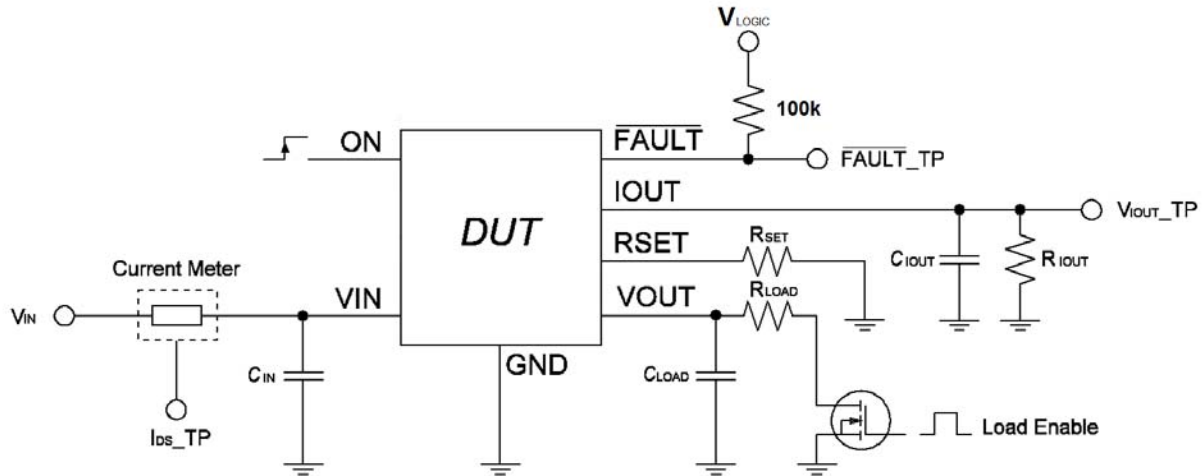 VLOGIC
100k
ON
FAULT
FAULT_TP
IOUT
VIOUT_TP
DUT
RSET
RSET
CIOUT
RIOUT
Current Meter
RLOAD
VIN
VIN
VOUT
GND
CIN
CLOAD
IDS_TP
Load Enable